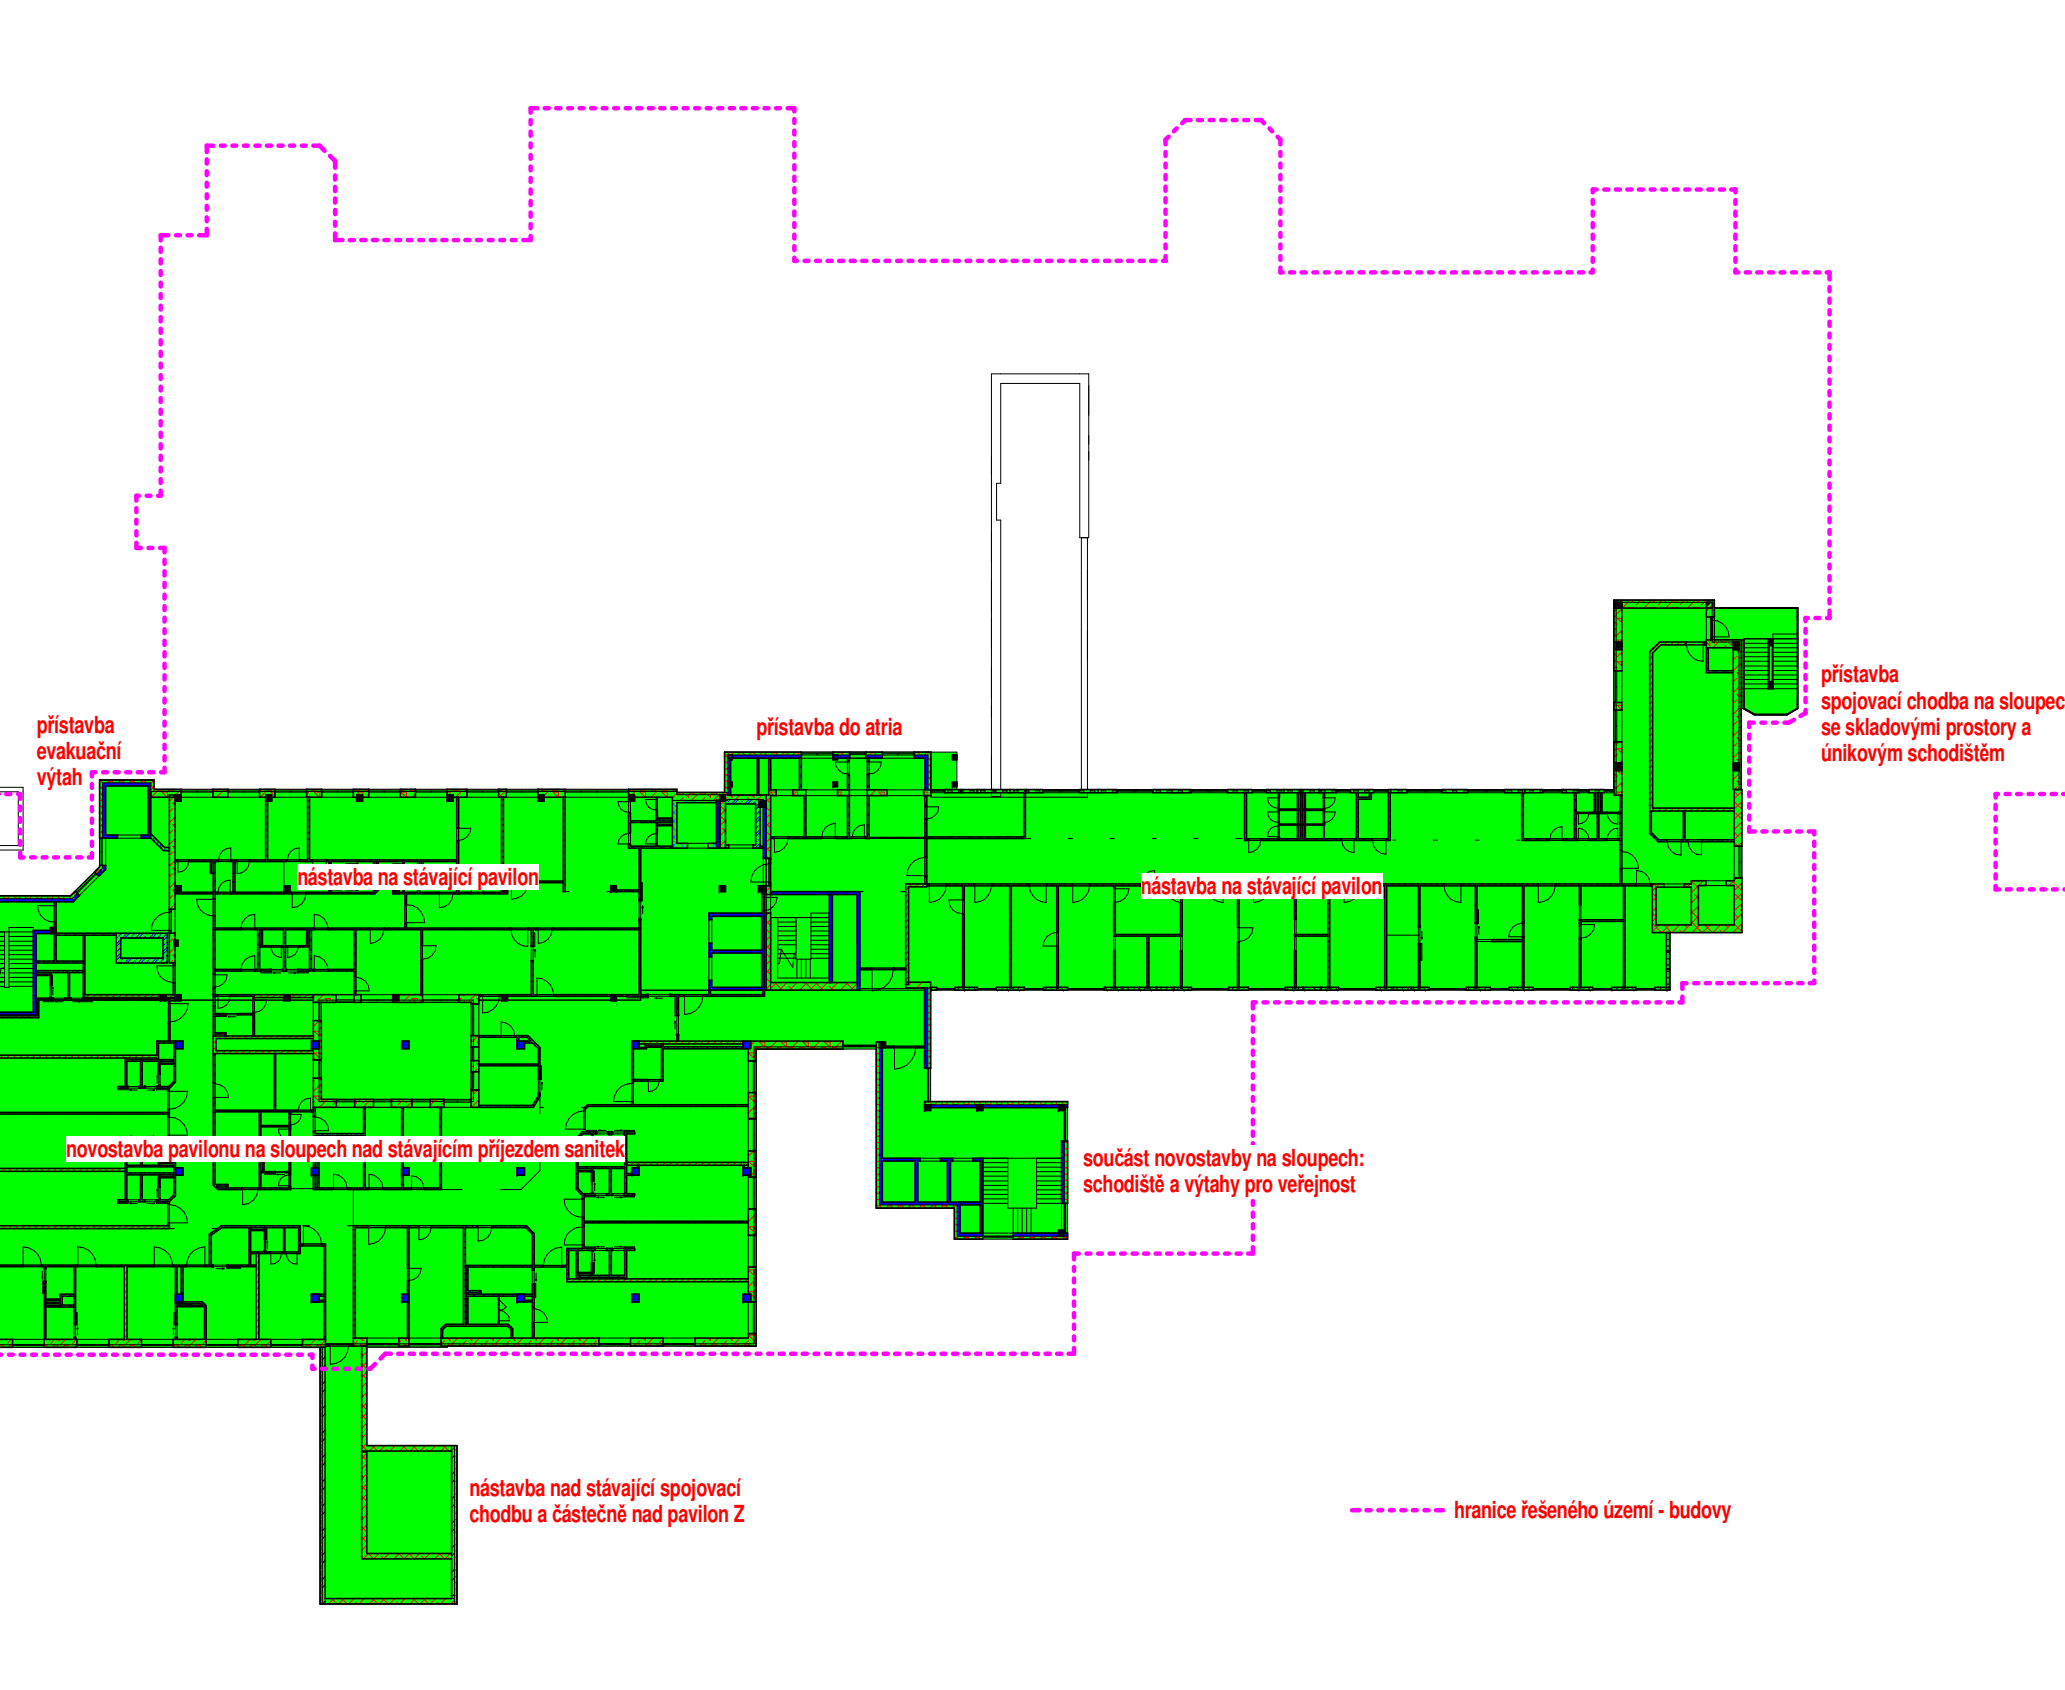 přístavba
spojovací chodba na sloupec
se skladovými prostory a
únikovým schodištěm
přístavba
evakuační
výtah
přístavba do atria
nástavba na stávající pavilon
nástavba na stávající pavilon
novostavba pavilonu na sloupech nad stávajícím příjezdem sanitek
součást novostavby na sloupech:
schodiště a výtahy pro veřejnost
nástavba nad stávající spojovací
chodbu a částečně nad pavilon Z
hranice řešeného území - budovy